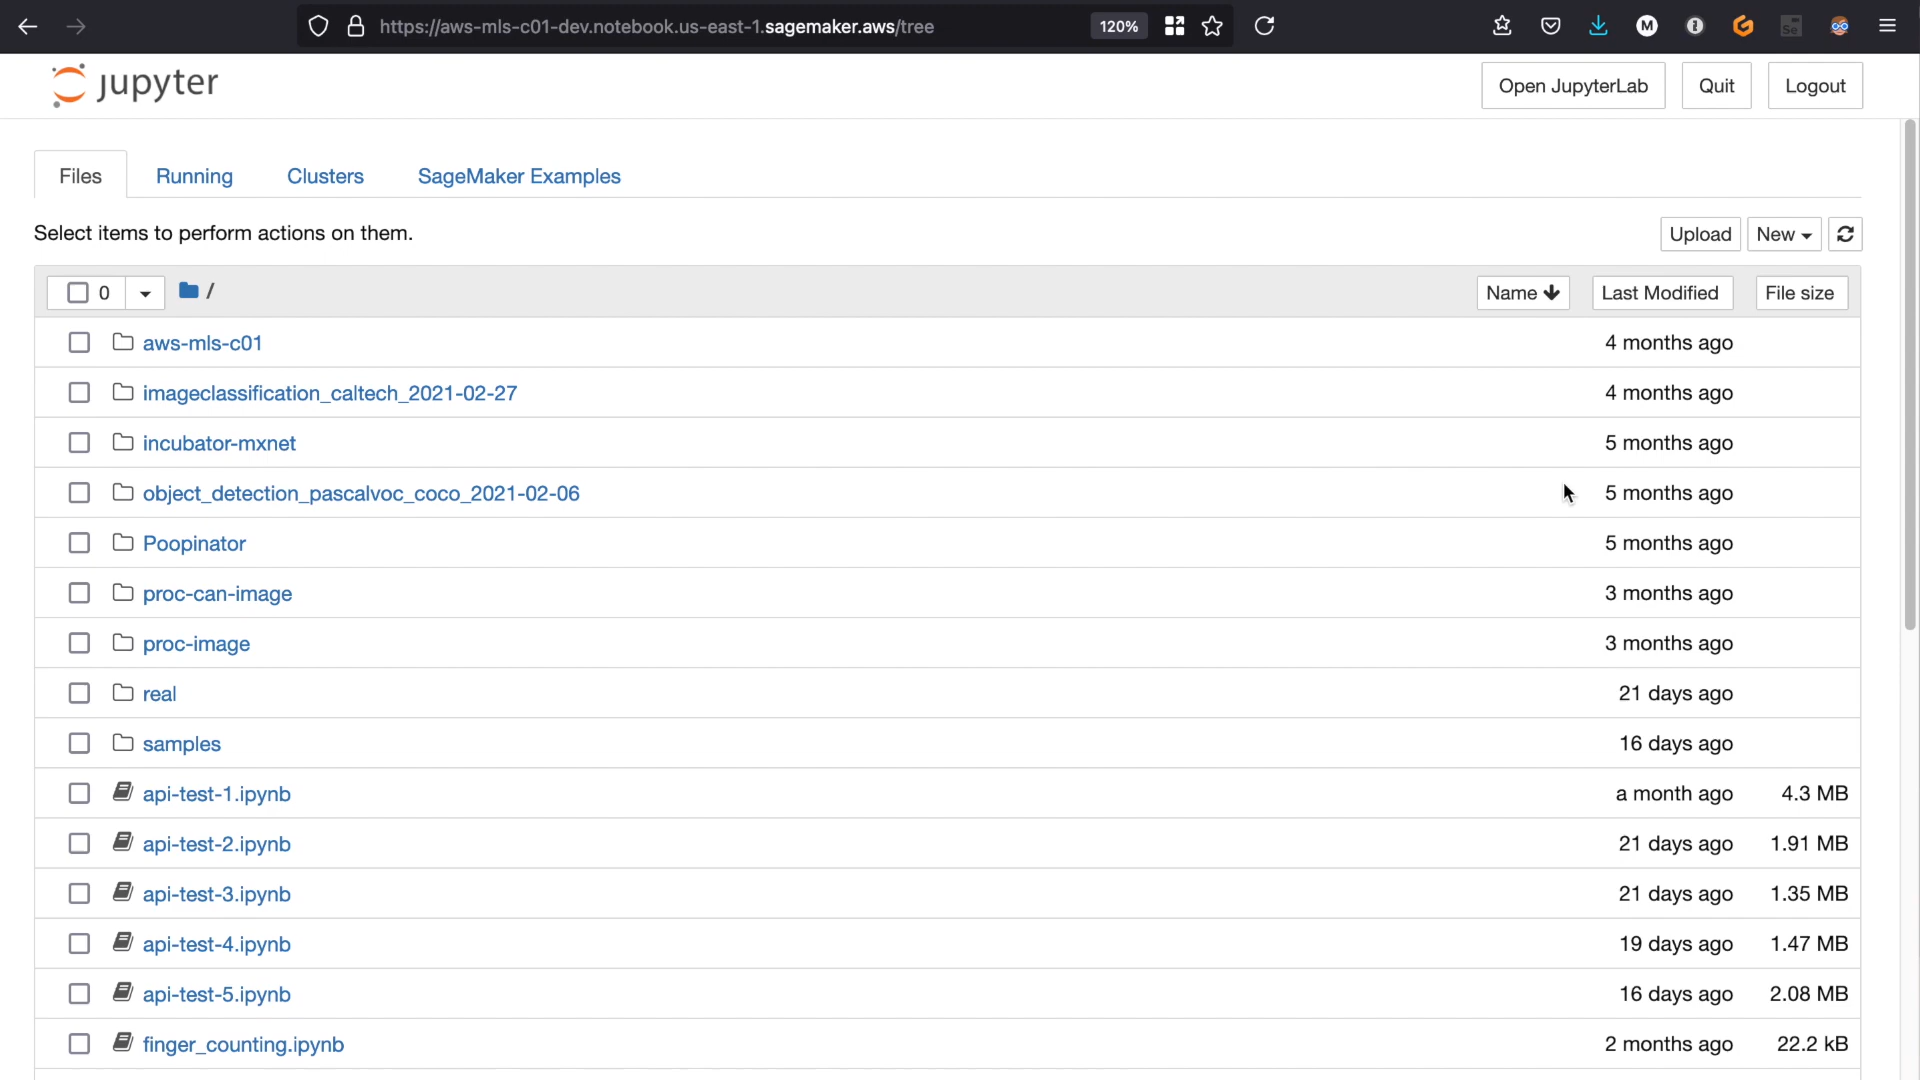 https://aws-mls-c01-dev.notebook.us-east-1.sagemaker.aws/tree 120% M Se
jupyter Open JupyterLab Quit Logout
Files Running Clusters SageMaker Examples
Select items to perform actions on them. Upload New
0 / Name Last Modified File size
aws-mls-c01 4 months ago
imageclassification_caltech_2021-02-27 4 months ago
incubator-mxnet 5 months ago
object_detection_pascalvoc_coco_2021-02-06 5 months ago
Poopinator 5 months ago
proc-can-image 3 months ago
proc-image 3 months ago
real 21 days ago
samples 16 days ago
api-test-1.ipynb a month ago 4.3 MB
api-test-2.ipynb 21 days ago 1.91 MB
api-test-3.ipynb 21 days ago 1.35 MB
api-test-4.ipynb 19 days ago 1.47 MB
api-test-5.ipynb 16 days ago 2.08 MB
finger_counting.ipynb 2 months ago 22.2 kB